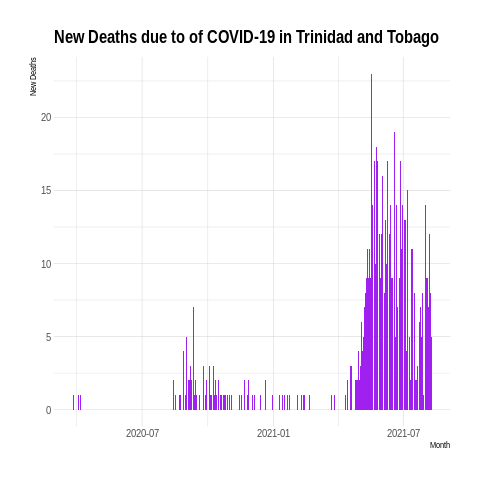 New Deaths due to of COVID-19 in Trinidad and Tobago
New Deaths
20
15
10
5
0
2020-07 2021-01 2021-07
Month